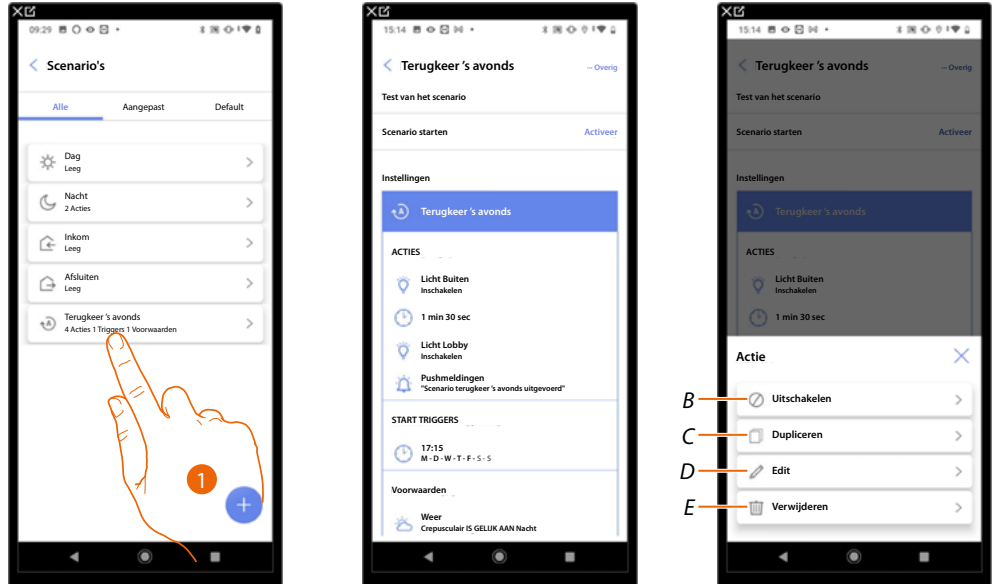 09:29
Scenario's
Alle Aangepast Default
Dag
Leeg
Nacht
2 Acties
Inkom
Leeg
Afsluiten
Leeg
Terugkeer 's avonds
4 Acties 1 Triggers 1 Voorwaarden
1
+
15:14
Terugkeer 's avonds -- Overig
Test van het scenario
Scenario starten Activeer
Instellingen
Terugkeer 's avonds
ACTIES
Licht Buiten
Inschakelen
1 min 30 sec
Licht Lobby
Inschakelen
Pushmeldingen
"Scenario terugkeer 's avonds uitgevoerd"
START TRIGGERS
17:15
M - D - W - T - F - S - S
Voorwaarden
Weer
Crepusculair IS GELIJK AAN Nacht
15:14
Terugkeer 's avonds -- Overig
Test van het scenario
Scenario starten Activeer
Instellingen
Terugkeer 's avonds
ACTIES
Licht Buiten
Inschakelen
1 min 30 sec
Actie
B Uitschakelen
C Dupliceren
D Edit
E Verwijderen